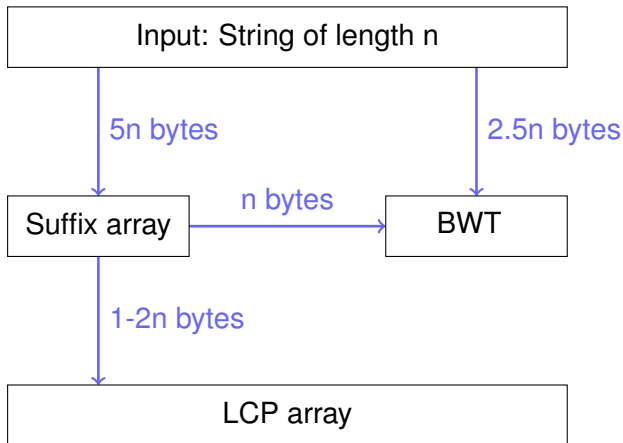 Input: String of length n
5n bytes
2.5n bytes
n bytes
Suffix array
BWT
1-2n bytes
LCP array